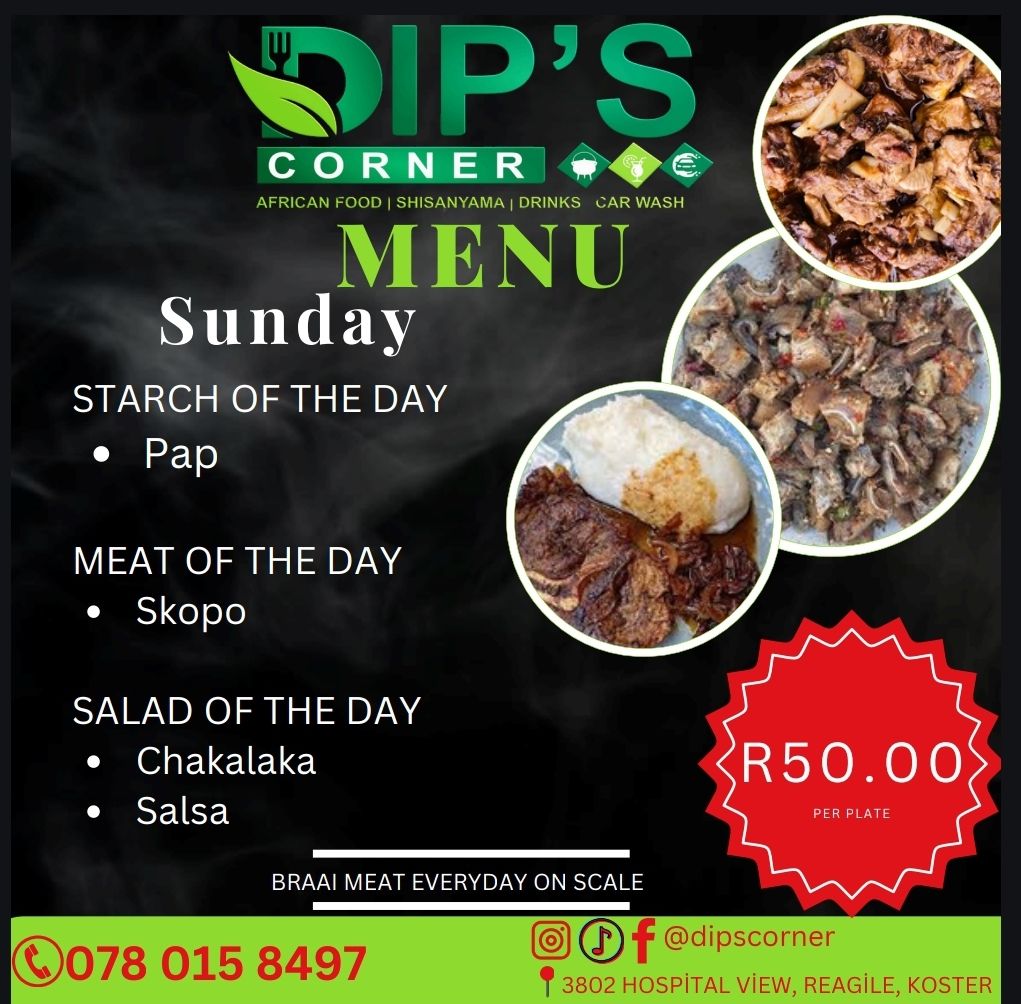 DIP'S
CORNER
AFRICAN FOOD | SHISANYAMA | DRINKS CAR WASH
MENU
Sunday
STARCH OF THE DAY
• Pap
MEAT OF THE DAY
• Skopo
SALAD OF THE DAY
• Chakalaka
• Salsa
R50.00
PER PLATE
BRAAI MEAT EVERYDAY ON SCALE
078 015 8497
@dipscorner
3802 HOSPİTAL VİEW, REAGİLE, KOSTER